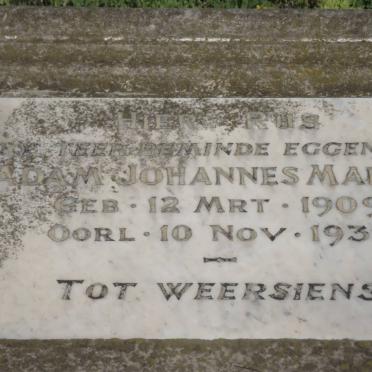 HIER RUS
TEER BEMINDE EGGEN
ADAM JOHANNES MA
GEB · 12 MRT · 1909
OORL · 10 NOV · 193
TOT WEERSIENS